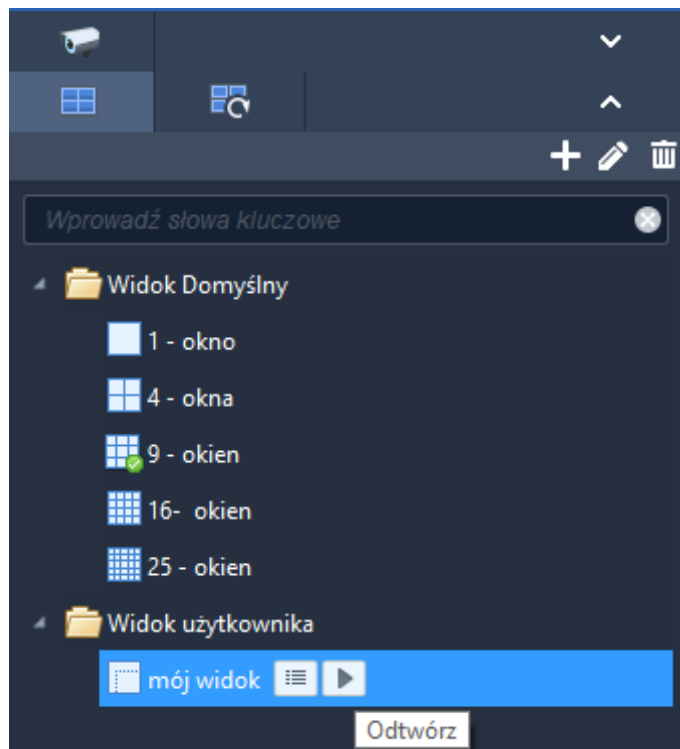 Wprowadź słowa kluczowe
Widok Domyślny
1 - okno
4 - okna
9 - okien
16-  okien
25 - okien
Widok użytkownika
mój widok
Odtwórz